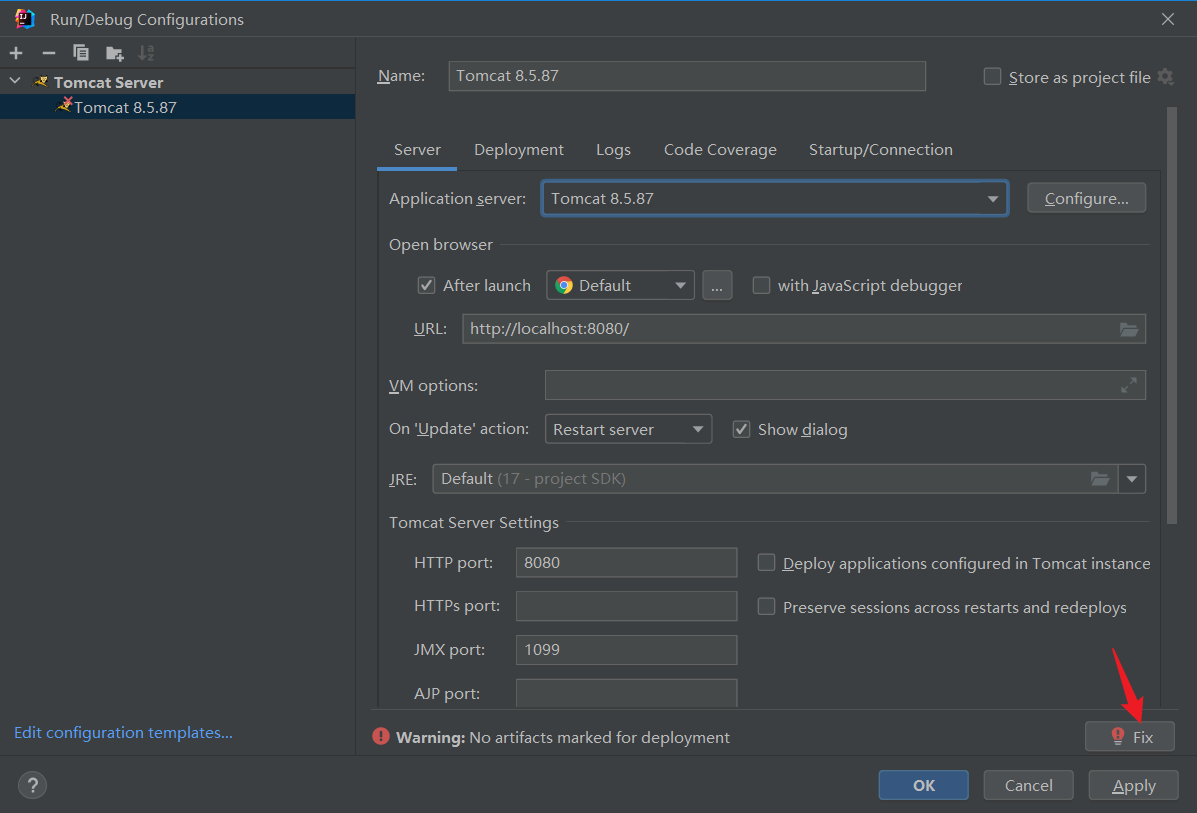 Run/Debug Configurations
Tomcat Server
Tomcat 8.5.87
Name: Tomcat 8.5.87 Store as project file
Server Deployment Logs Code Coverage Startup/Connection
Application server: Tomcat 8.5.87 Configure...
Open browser
After launch Default ... with JavaScript debugger
URL: http://localhost:8080/
VM options:
On 'Update' action: Restart server Show dialog
JRE: Default (17 - project SDK)
Tomcat Server Settings
HTTP port: 8080 Deploy applications configured in Tomcat instance
HTTPs port: Preserve sessions across restarts and redeploys
JMX port: 1099
AJP port:
Edit configuration templates...
Warning: No artifacts marked for deployment Fix
? OK Cancel Apply